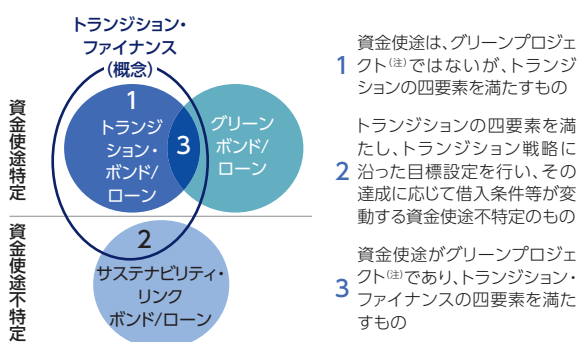 トランジション・
ファイナンス
（概念）
資金使途特定
1
トランジ
ション・
ボンド/
ローン
3
グリーン
ボンド/
ローン
資金使途不特定
2
サステナビリティ・
リンク
ボンド/ローン
1 資金使途は、グリーンプロジェ
クト(注)ではないが、トランジ
ションの四要素を満たすもの
2 トランジションの四要素を満
たし、トランジション戦略に
沿った目標設定を行い、その
達成に応じて借入条件等が変
動する資金使途不特定のもの
3 資金使途がグリーンプロジェ
クト(注)であり、トランジション・
ファイナンスの四要素を満た
すもの